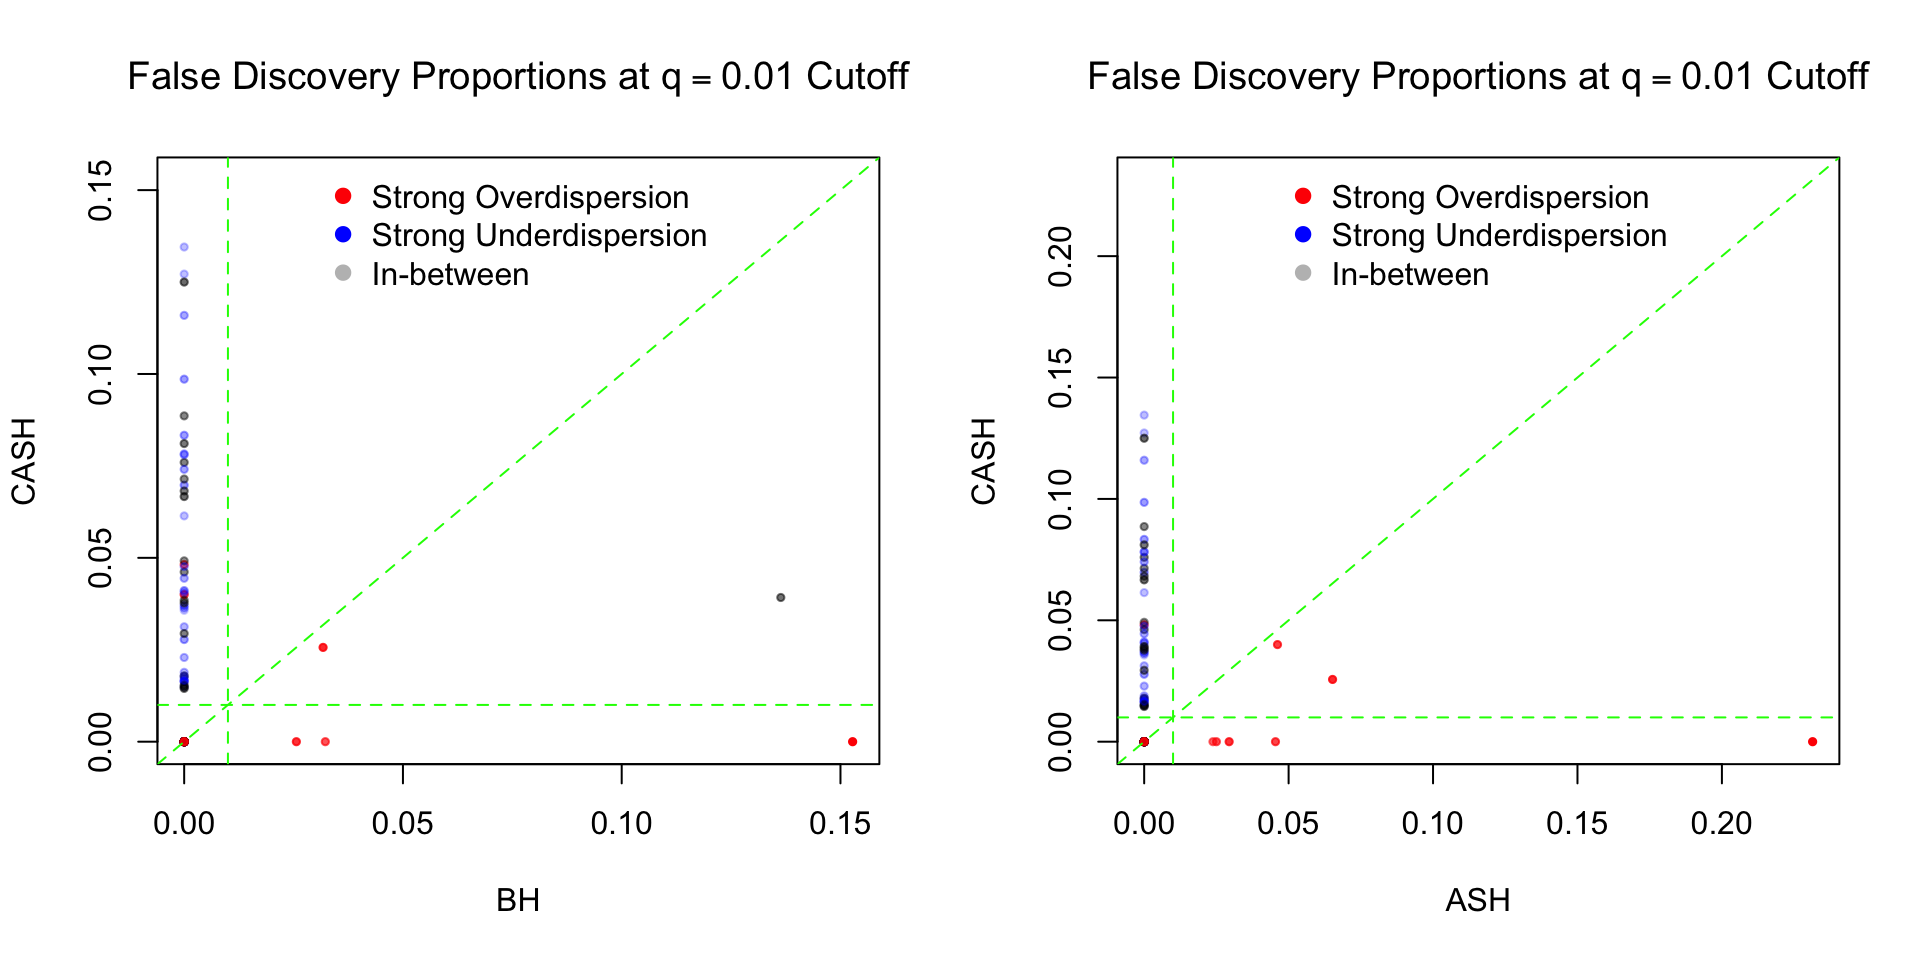 False Discovery Proportions at q = 0.01 Cutoff
Strong Overdispersion
Strong Underdispersion
In-between
CASH
0.15
0.10
0.05
0.00
0.00 0.05 0.10 0.15
BH
False Discovery Proportions at q = 0.01 Cutoff
Strong Overdispersion
Strong Underdispersion
In-between
CASH
0.20
0.15
0.10
0.05
0.00
0.00 0.05 0.10 0.15 0.20
ASH